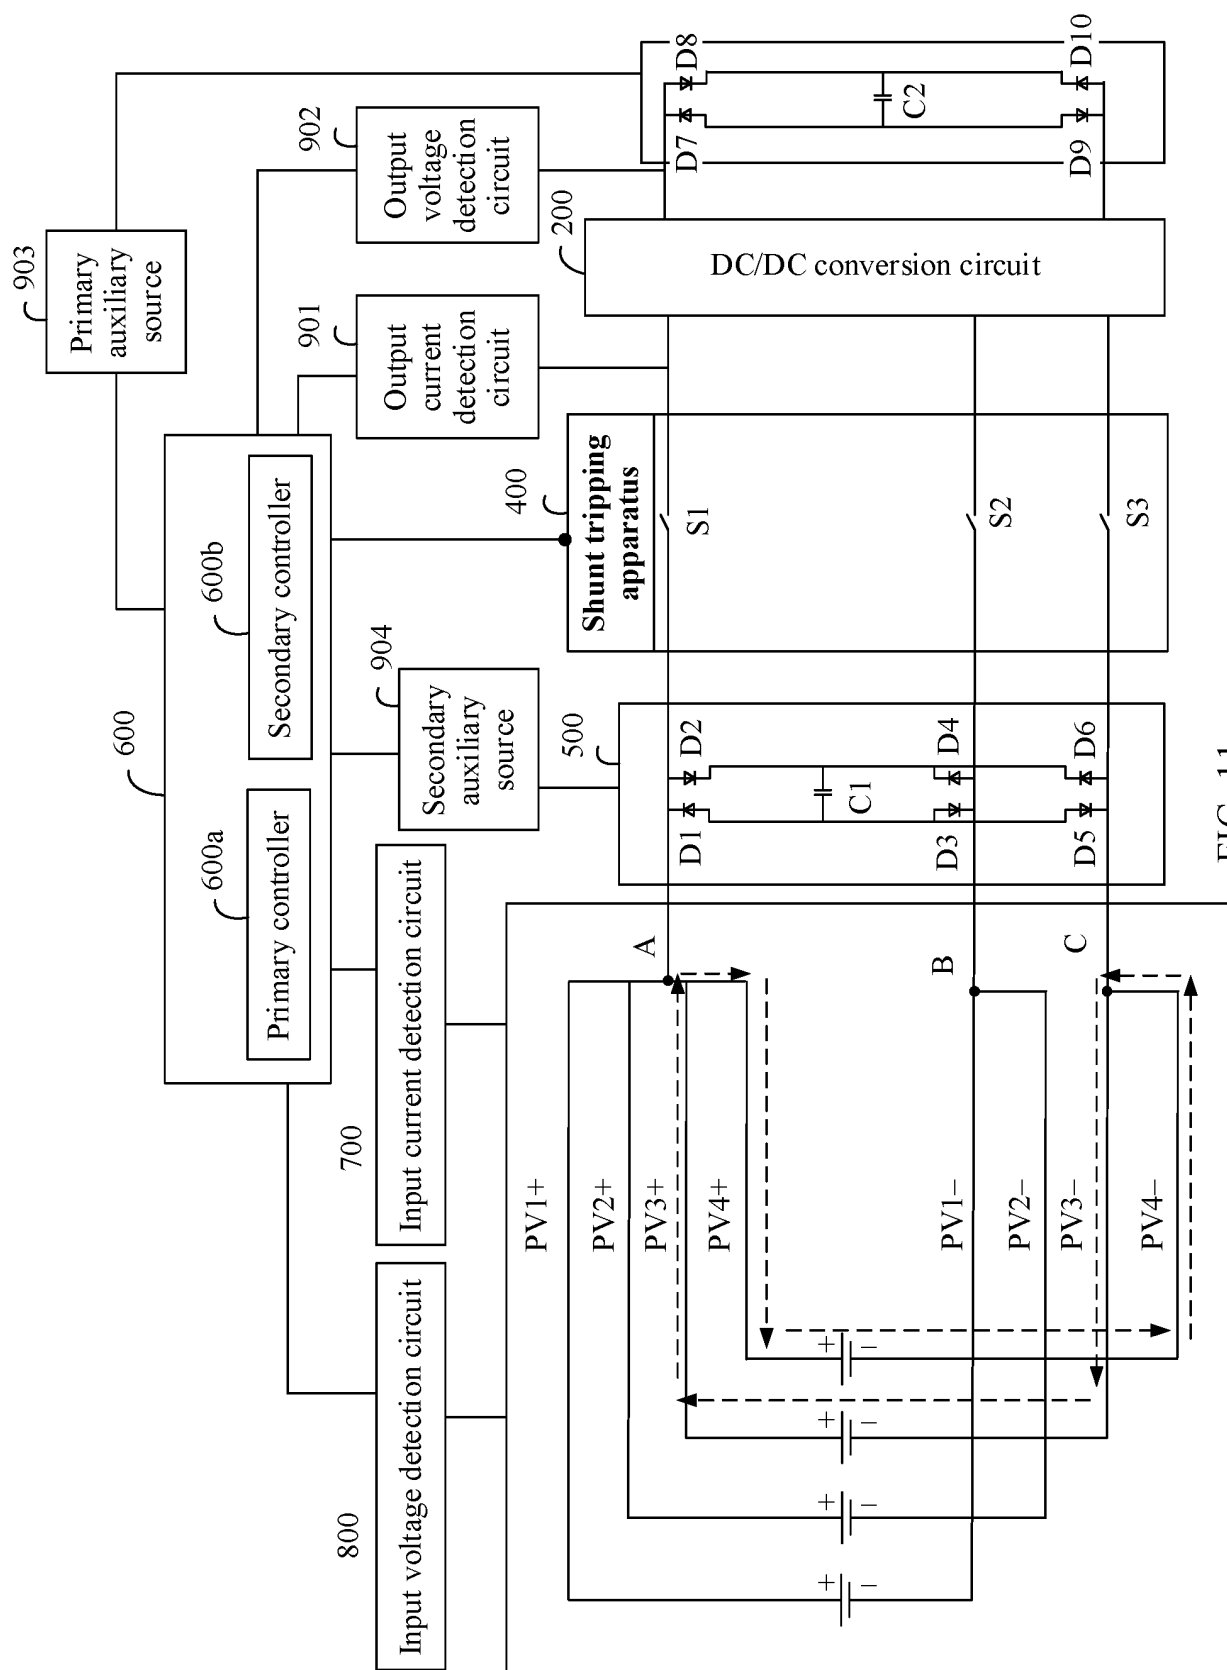 903
Primary
auxiliary
source
600
600a
Primary controller
600b
Secondary controller
902
Output
voltage
detection
circuit
901
Output
current
detection
circuit
800
Input voltage detection circuit
700
Input current detection circuit
904
Secondary
auxiliary
source
400
Shunt tripping
apparatus
S1
S2
S3
200
DC/DC conversion circuit
500
D1
D2
C1
D3
D4
D5
D6
D7
D8
C2
D9
D10
A
B
C
PV1+
PV2+
PV3+
PV4+
PV1–
PV2–
PV3–
PV4–
+
–
+
–
+
–
+
–
FIG. 11